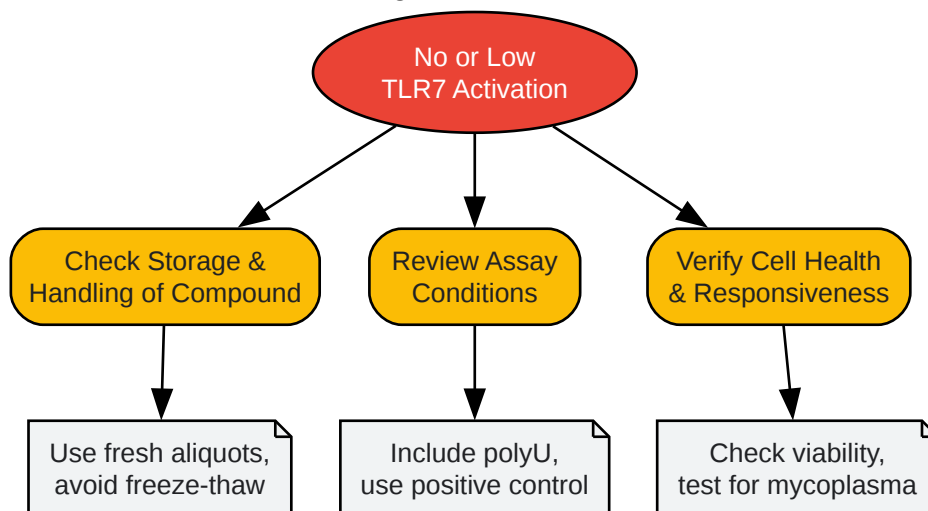 No or Low
TLR7 Activation
Check Storage &
Handling of Compound
Review Assay
Conditions
Verify Cell Health
& Responsiveness
Use fresh aliquots,
avoid freeze-thaw
Include polyU,
use positive control
Check viability,
test for mycoplasma